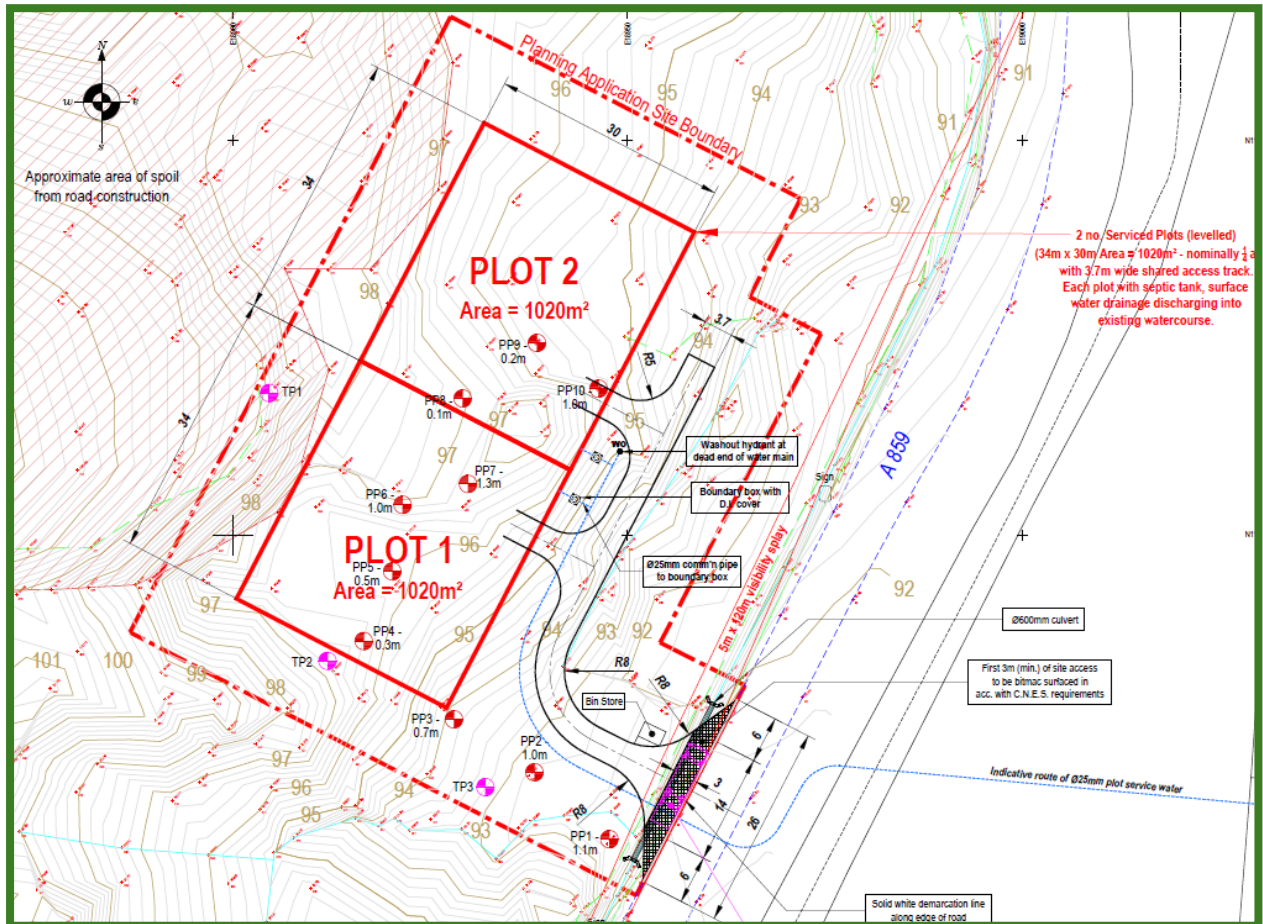 E18900
E18950
E19000
N
w
e
s
Approximate area of spoil
from road construction
Planning Application Site Boundary
96
95
94
91
91
97
93
92
30
34
34
PLOT 2
Area = 1020m²
2 no. Serviced Plots (levelled)
(34m x 30m Area = 1020m² - nominally ¼ a
with 3.7m wide shared access track.
Each plot with septic tank, surface
water drainage discharging into
existing watercourse.
98
3.7
94
R5
PP9 -
0.2m
PP8 -
0.1m
PP10 -
1.0m
TP1
97
95
wo
Washout hydrant at
dead end of water main
A 859
Sign
97
PP7 -
1.3m
PP6 -
1.0m
Boundary box with
D.I. cover
98
96
N1
N1
PLOT 1
Area = 1020m²
PP5 -
0.5m
Ø25mm comm'n pipe
to boundary box
5m x 120m visibility splay
92
97
PP4 -
0.3m
95
94
93
92
Ø600mm culvert
101
100
99
98
TP2
R8
R8
First 3m (min.) of site access
to be bitmac surfaced in
acc. with C.N.E.S. requirements
Bin Store
PP3 -
0.7m
97
96
95
94
93
PP2
1.0m
TP3
R8
PP1 -
1.1m
6
3
14
26
6
Indicative route of Ø25mm plot service water
Solid white demarcation line
along edge of road